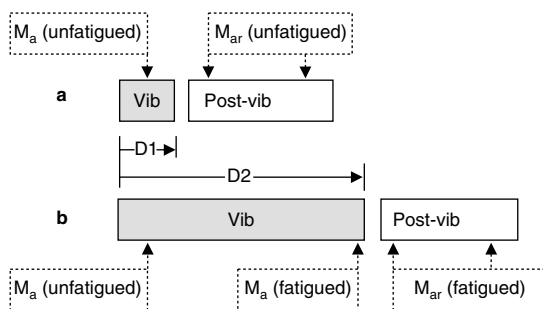 Mₐ (unfatigued) Mₐᵣ (unfatigued)
a
Vib Post-vib
D1
D2
b
Vib Post-vib
Mₐ (unfatigued) Mₐ (fatigued) Mₐᵣ (fatigued)